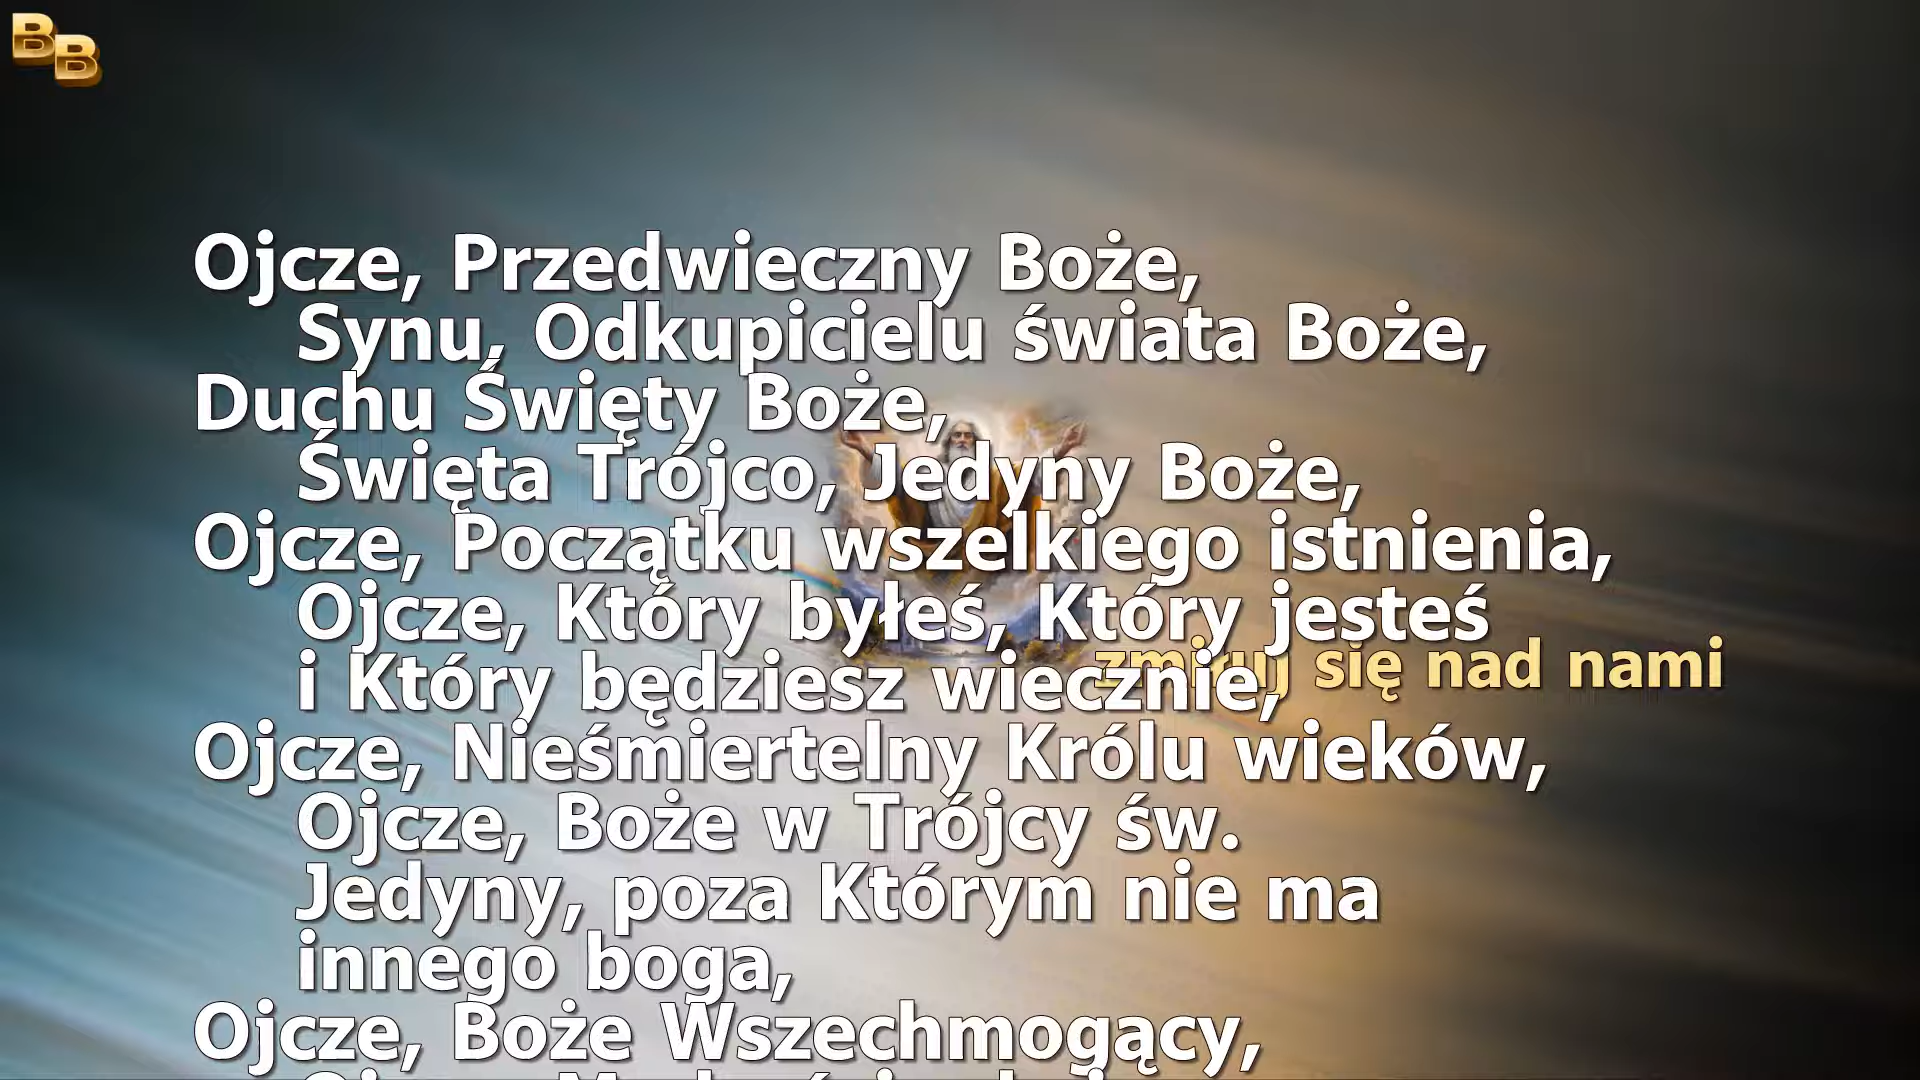 BB
Ojcze, Przedwieczny Boże,
Synu, Odkupicielu świata Boże,
Duchu Święty Boże,
Święta Trójco, Jedyny Boże,
Ojcze, Początku wszelkiego istnienia,
Ojcze, Który byłeś, Który jesteś
i Który będziesz wiecznie,
zmiłuj się nad nami
Ojcze, Nieśmiertelny Królu wieków,
Ojcze, Boże w Trójcy św.
Jedyny, poza Którym nie ma
innego boga,
Ojcze, Boże Wszechmogący,